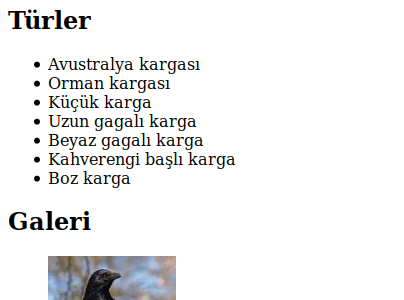 Türler
Avustralya kargası
Orman kargası
Küçük karga
Uzun gagalı karga
Beyaz gagalı karga
Kahverengi başlı karga
Boz karga
Galeri